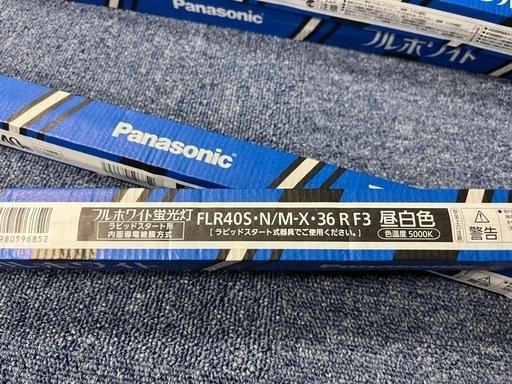 Panasonic
フルホワイト
Panasonic
フルホワイト蛍光灯
ラピッドスタート形
内面導電被膜方式
FLR40S・N/M-X・36 R F3
[ラピッドスタート式器具でご使用ください。]
昼白色
色温度 5000K
警告
980596852